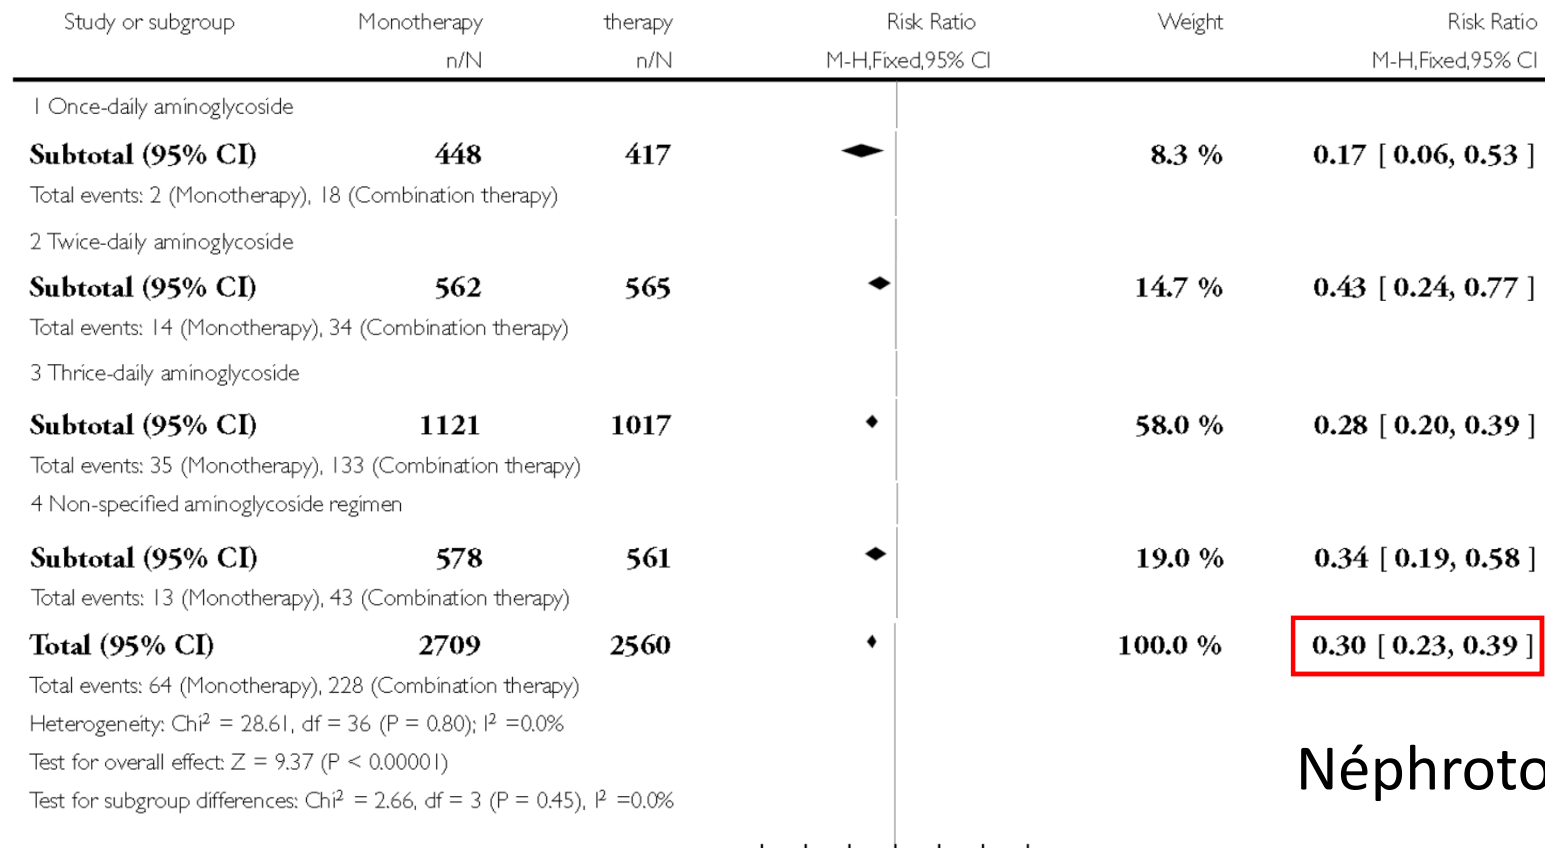 Study or subgroup Monotherapy therapy Risk Ratio Weight Risk Ratio
n/N n/N M-H,Fixed,95% CI M-H,Fixed,95% CI
1 Once-daily aminoglycoside
Subtotal (95% CI) 448 417 8.3 % 0.17 [ 0.06, 0.53 ]
Total events: 2 (Monotherapy), 18 (Combination therapy)
2 Twice-daily aminoglycoside
Subtotal (95% CI) 562 565 14.7 % 0.43 [ 0.24, 0.77 ]
Total events: 14 (Monotherapy), 34 (Combination therapy)
3 Thrice-daily aminoglycoside
Subtotal (95% CI) 1121 1017 58.0 % 0.28 [ 0.20, 0.39 ]
Total events: 35 (Monotherapy), 133 (Combination therapy)
4 Non-specified aminoglycoside regimen
Subtotal (95% CI) 578 561 19.0 % 0.34 [ 0.19, 0.58 ]
Total events: 13 (Monotherapy), 43 (Combination therapy)
Total (95% CI) 2709 2560 100.0 % 0.30 [ 0.23, 0.39 ]
Total events: 64 (Monotherapy), 228 (Combination therapy)
Heterogeneity: Chi² = 28.61, df = 36 (P = 0.80); I² =0.0%
Test for overall effect: Z = 9.37 (P < 0.00001)
Test for subgroup differences: Chi² = 2.66, df = 3 (P = 0.45), I² =0.0%
Néphroto